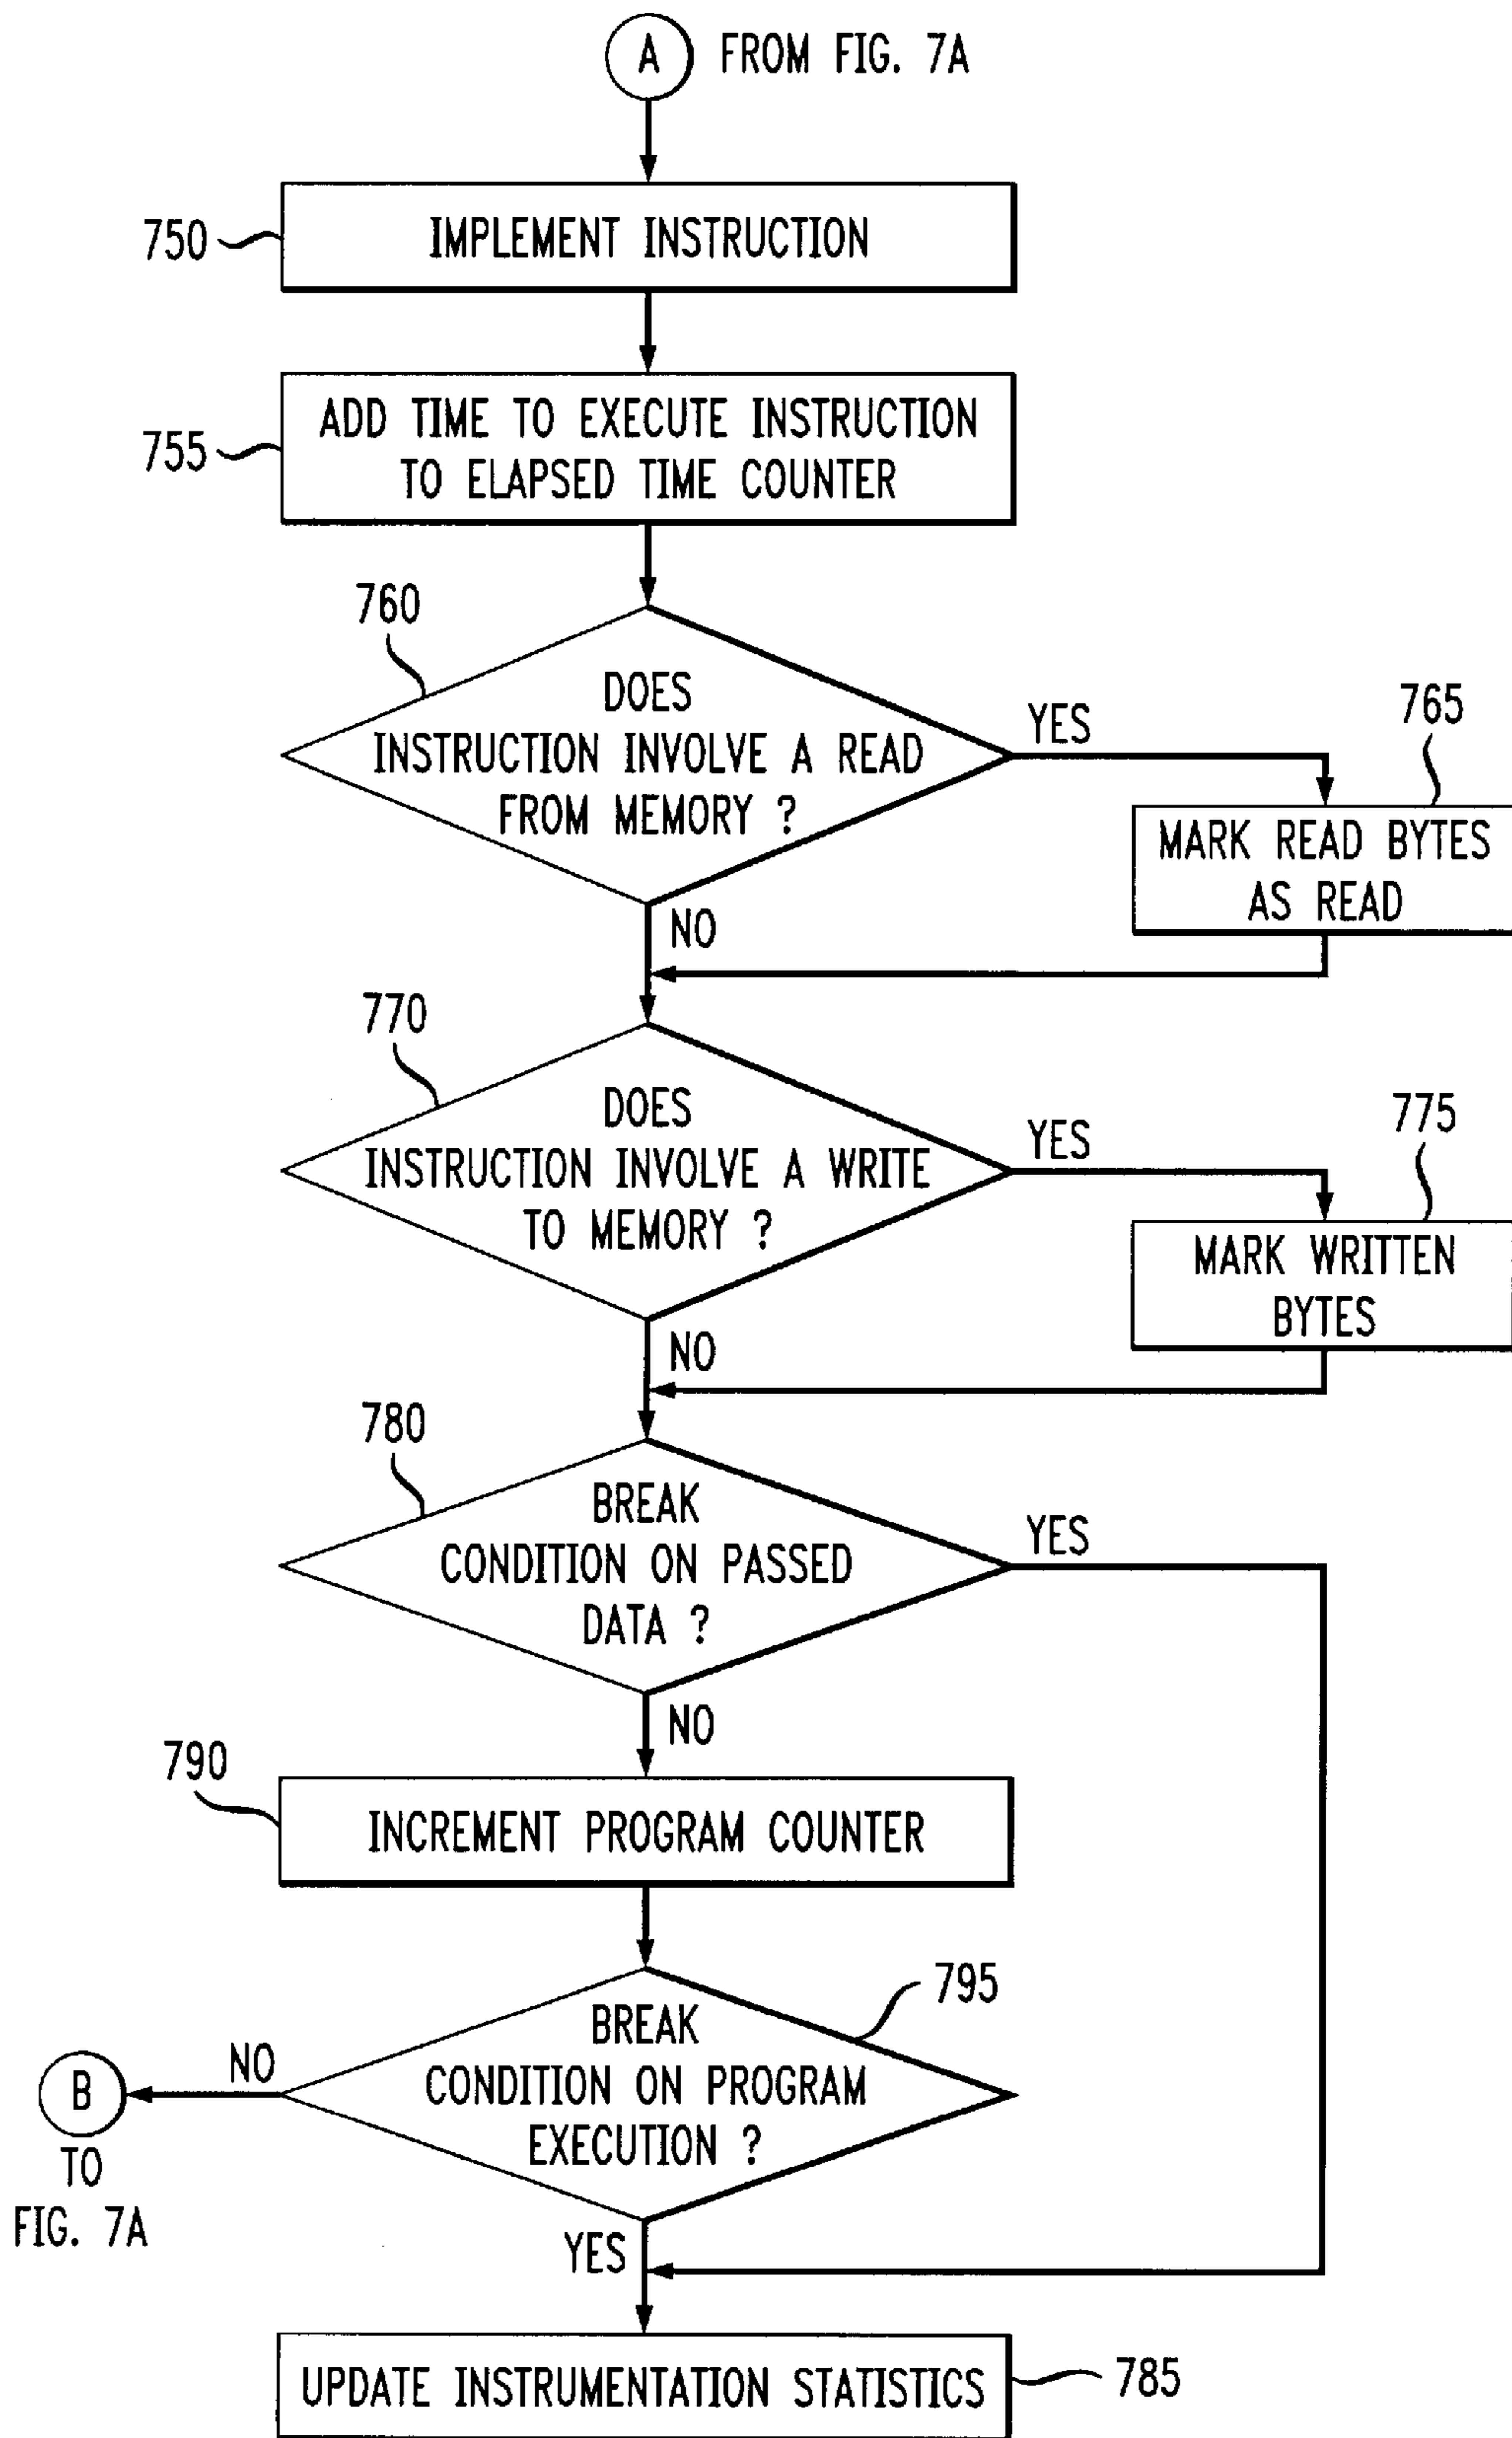 A FROM FIG. 7A
750
IMPLEMENT INSTRUCTION
755
ADD TIME TO EXECUTE INSTRUCTION
TO ELAPSED TIME COUNTER
760
DOES
INSTRUCTION INVOLVE A READ
FROM MEMORY ?
YES
765
MARK READ BYTES
AS READ
NO
770
DOES
INSTRUCTION INVOLVE A WRITE
TO MEMORY ?
YES
775
MARK WRITTEN
BYTES
NO
780
BREAK
CONDITION ON PASSED
DATA ?
YES
NO
790
INCREMENT PROGRAM COUNTER
795
BREAK
CONDITION ON PROGRAM
EXECUTION ?
NO
B
TO
FIG. 7A
YES
UPDATE INSTRUMENTATION STATISTICS
785